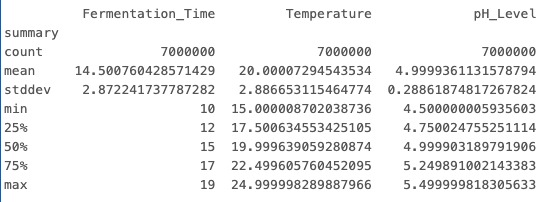 Fermentation_Time Temperature pH_Level
summary
count 7000000 7000000 7000000
mean 14.500760428571429 20.00007294543534 4.9999361131578794
stddev 2.872241737787282 2.886653115464774 0.28861874817267824
min 10 15.000008702038736 4.500000005935603
25% 12 17.500634553425105 4.750024755251114
50% 15 19.999639059280874 4.999903189791906
75% 17 22.499605760452095 5.249891002143383
max 19 24.999998289887966 5.499999818305633